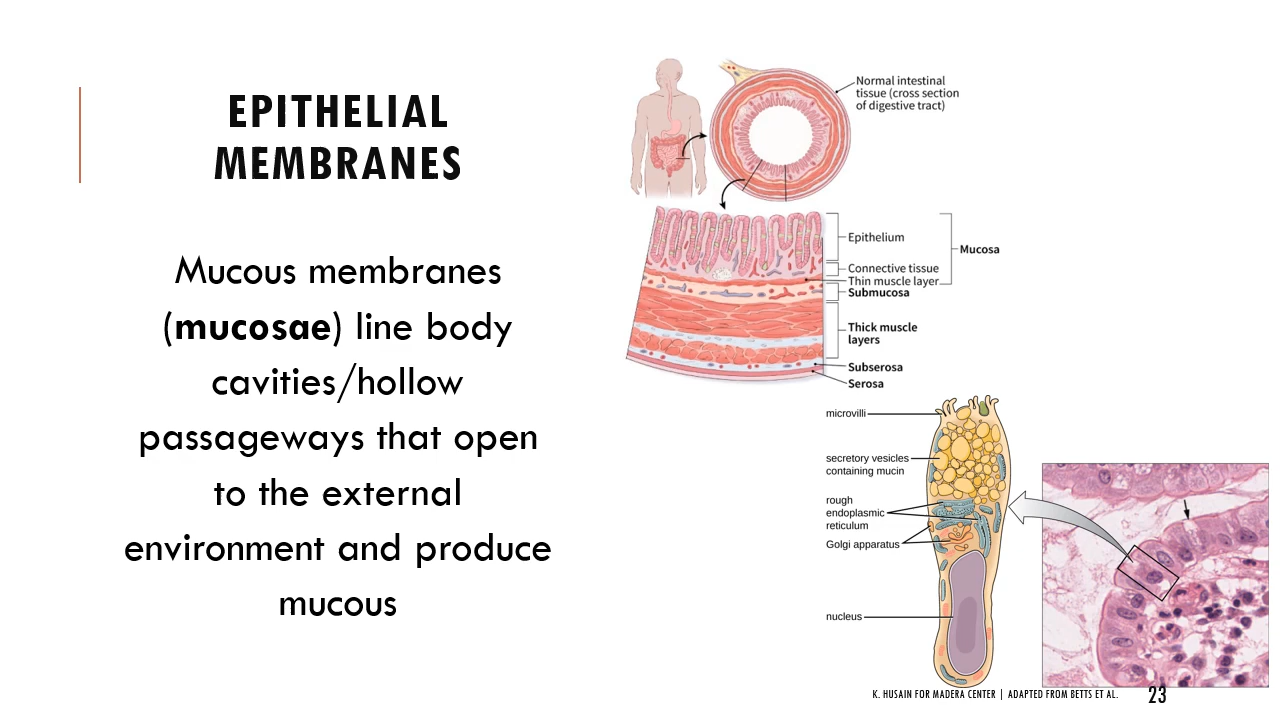 EPITHELIAL
MEMBRANES
Mucous membranes
(mucosae) line body
cavities/hollow
passageways that open
to the external
environment and produce
mucous
Normal intestinal
tissue (cross section
of digestive tract)
Epithelium
Mucosa
Connective tissue
Thin muscle layer
Submucosa
Thick muscle
layers
Subserosa
Serosa
microvilli
secretory vesicles
containing mucin
rough
endoplasmic
reticulum
Golgi apparatus
nucleus
K. HUSAIN FOR MADERA CENTER | ADAPTED FROM BETTS ET AL.
23